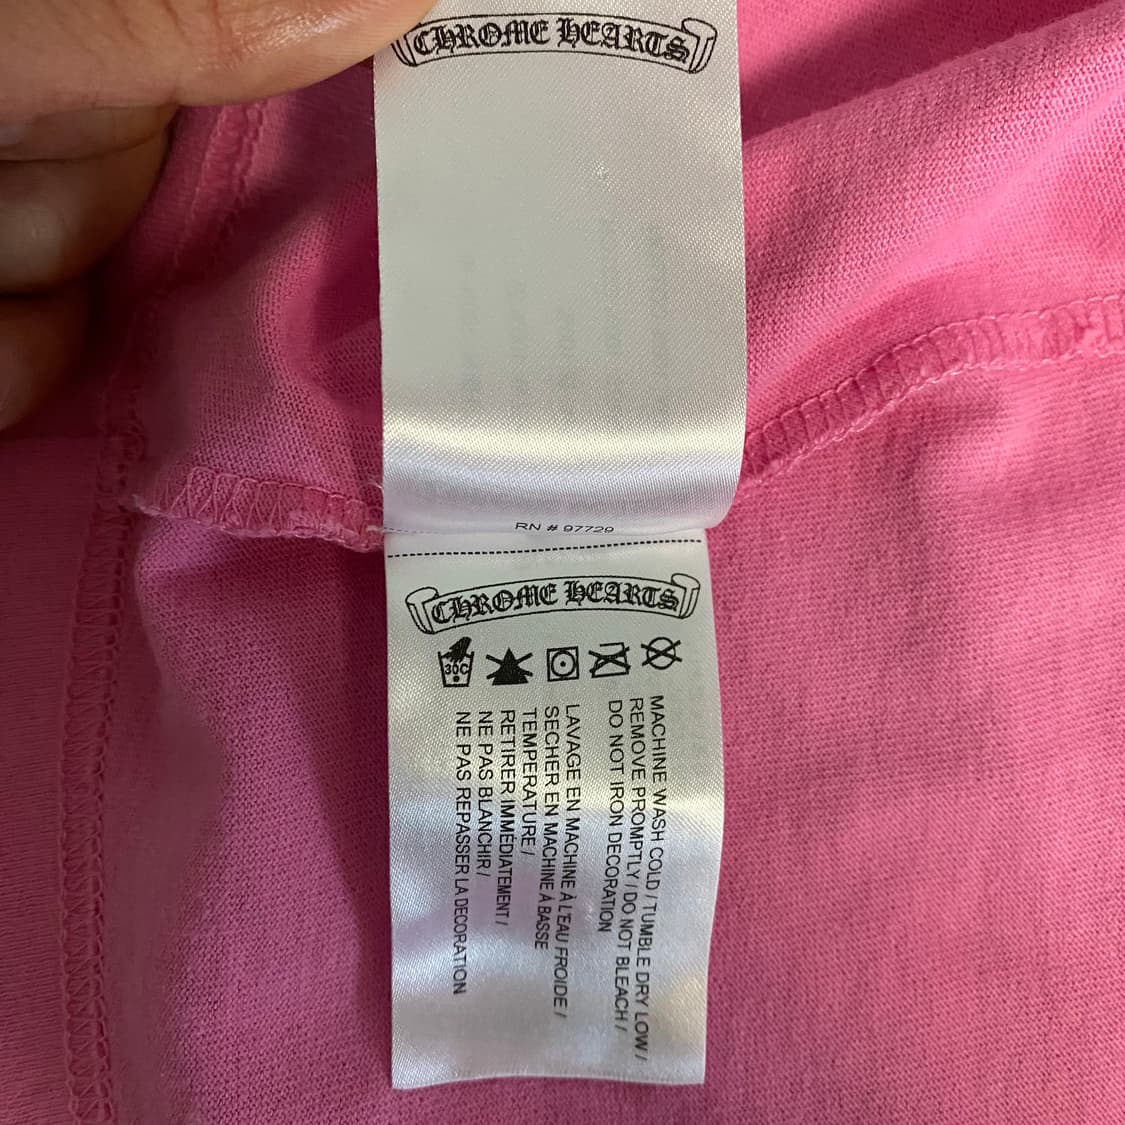 CHROME HEARTS
RN # 97729
CHROME HEARTS
30C
MACHINE WASH COLD / TUMBLE DRY LOW /
REMOVE PROMPTLY / DO NOT BLEACH /
DO NOT IRON DECORATION
LAVAGE EN MACHINE À L'EAU FROIDE /
SECHER EN MACHINE À BASSE
TEMPERATURE /
RETIRER IMMÉDIATEMENT /
NE PAS BLANCHIR /
NE PAS REPASSER LA DECORATION